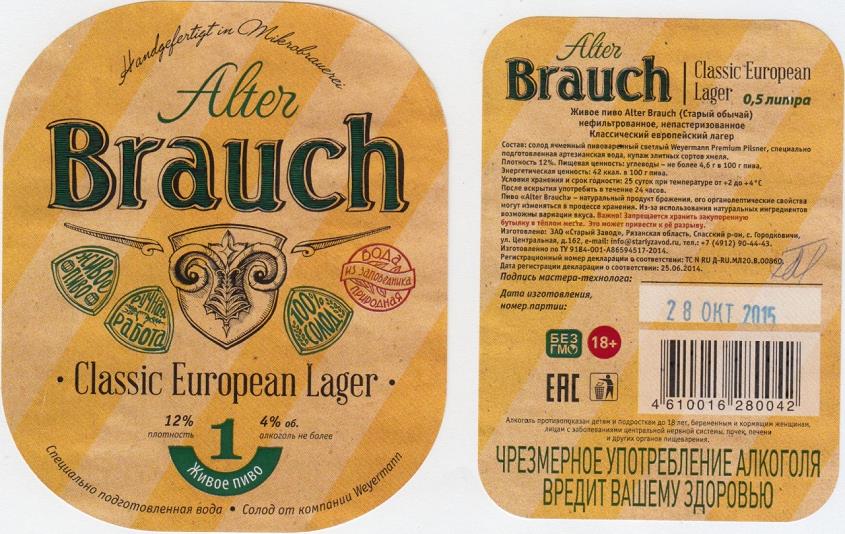 Handgefertigt in Mikrobrauerei
Alter
Brauch
ЖИВОЕ ПИВО
РУЧНАЯ РАБОТА
100% СОЛОД
ВОДА ИЗ ЗАПОВЕДНИКА ПРИРОДНАЯ
· Classic European Lager ·
12% плотность
4% об. алкоголь не более
1
Живое пиво
Специально подготовленная вода • Солод от компании Weyermann
Alter
Brauch
Classic European
Lager 0,5 литра
Живое пиво Alter Brauch (Старый обычай)
нефильтрованное, непастеризованное
Классический европейский лагер
Состав: солод ячменный пивоваренный светлый Weyermann Premium Pilsner, специально
подготовленная артезианская вода, купаж элитных сортов хмеля.
Плотность 12%. Пищевая ценность: углеводы – не более 4,6 г в 100 г пива.
Энергетическая ценность: 42 ккал. в 100 г пива.
Условия хранения и срок годности: 25 суток при температуре от +2 до +4°С
После вскрытия употребить в течение 24 часов.
Пиво «Alter Brauch» – натуральный продукт брожения, его органолептические свойства
могут изменяться в процессе хранения. Из-за использования натуральных ингредиентов
возможны вариации вкуса. Важно! Запрещается хранить закупоренную
бутылку в тёплом месте. Это может привести к её разрыву.
Изготовлено: ЗАО «Старый Завод», Рязанская область, Спасский р-он, с. Городковичи,
ул. Центральная, д.162, e-mail: info@stariyzavod.ru, тел.: +7 (4912) 90-44-43.
Изготовлено по ТУ 9184-001-А86594517-2014.
Регистрационный номер декларации о соответствии: ТС N RU Д-RU.МЛ20.В.00860
Дата регистрации декларации о соответствии: 25.06.2014.
Подпись мастера-технолога:
Дата изготовления,
номер партии:
28 ОКТ 2015
БЕЗ ГМО
18+
EAC
4 610016 280042
Алкоголь противопоказан детям и подросткам до 18 лет, беременным и кормящим женщинам,
лицам с заболеваниями центральной нервной системы, почек, печени
и других органов пищеварения.
ЧРЕЗМЕРНОЕ УПОТРЕБЛЕНИЕ АЛКОГОЛЯ
ВРЕДИТ ВАШЕМУ ЗДОРОВЬЮ